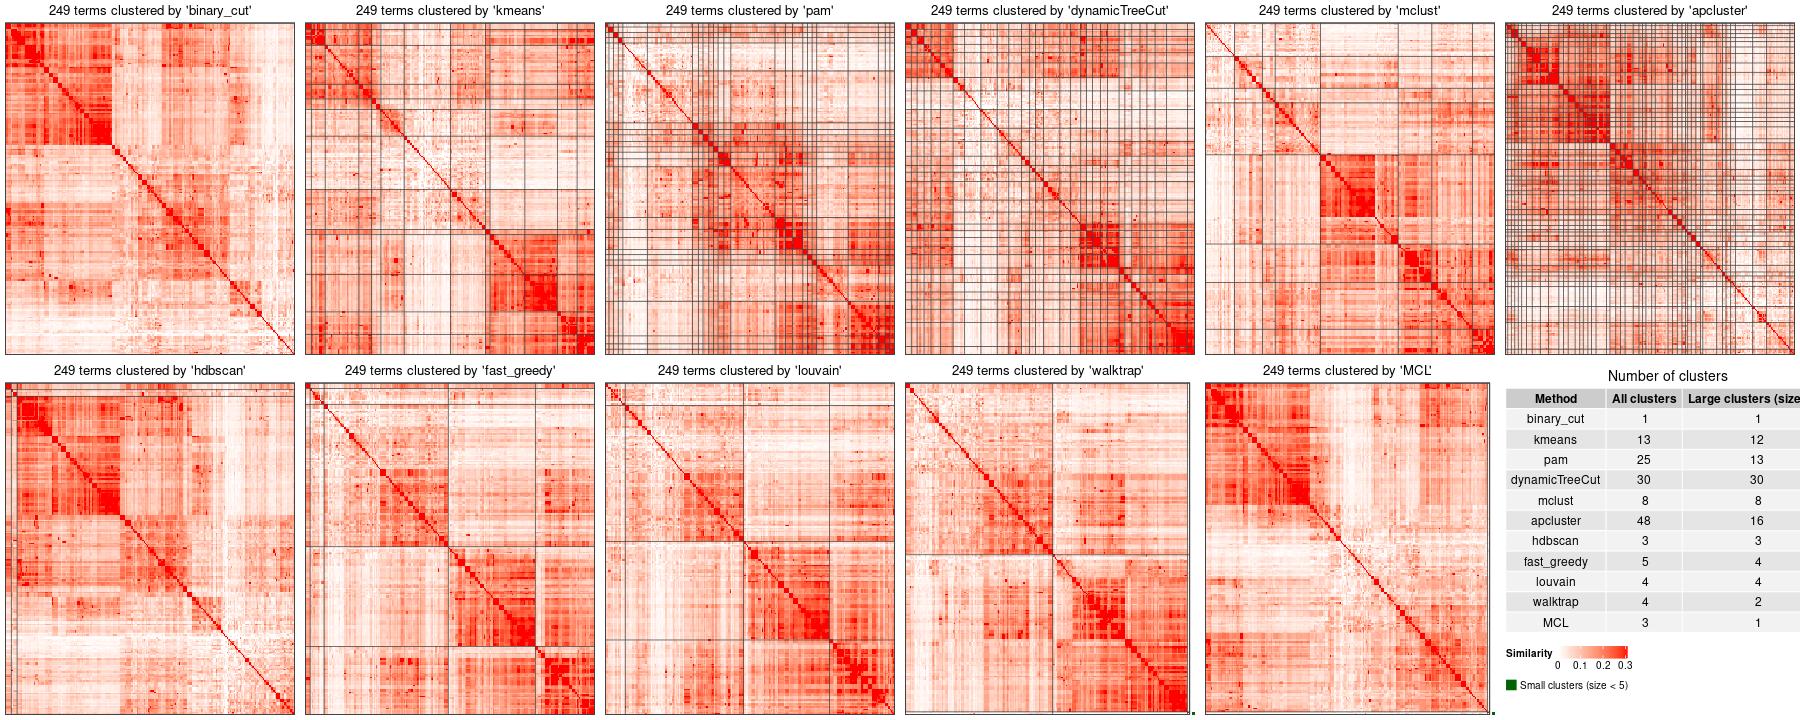 249 terms clustered by 'binary_cut'
249 terms clustered by 'kmeans'
249 terms clustered by 'pam'
249 terms clustered by 'dynamicTreeCut'
249 terms clustered by 'mclust'
249 terms clustered by 'apcluster'
249 terms clustered by 'hdbscan'
249 terms clustered by 'fast_greedy'
249 terms clustered by 'louvain'
249 terms clustered by 'walktrap'
249 terms clustered by 'MCL'
Number of clusters
Method All clusters Large clusters (size
binary_cut 1 1
kmeans 13 12
pam 25 13
dynamicTreeCut 30 30
mclust 8 8
apcluster 48 16
hdbscan 3 3
fast_greedy 5 4
louvain 4 4
walktrap 4 2
MCL 3 1
Similarity
0 0.1 0.2 0.3
Small clusters (size < 5)